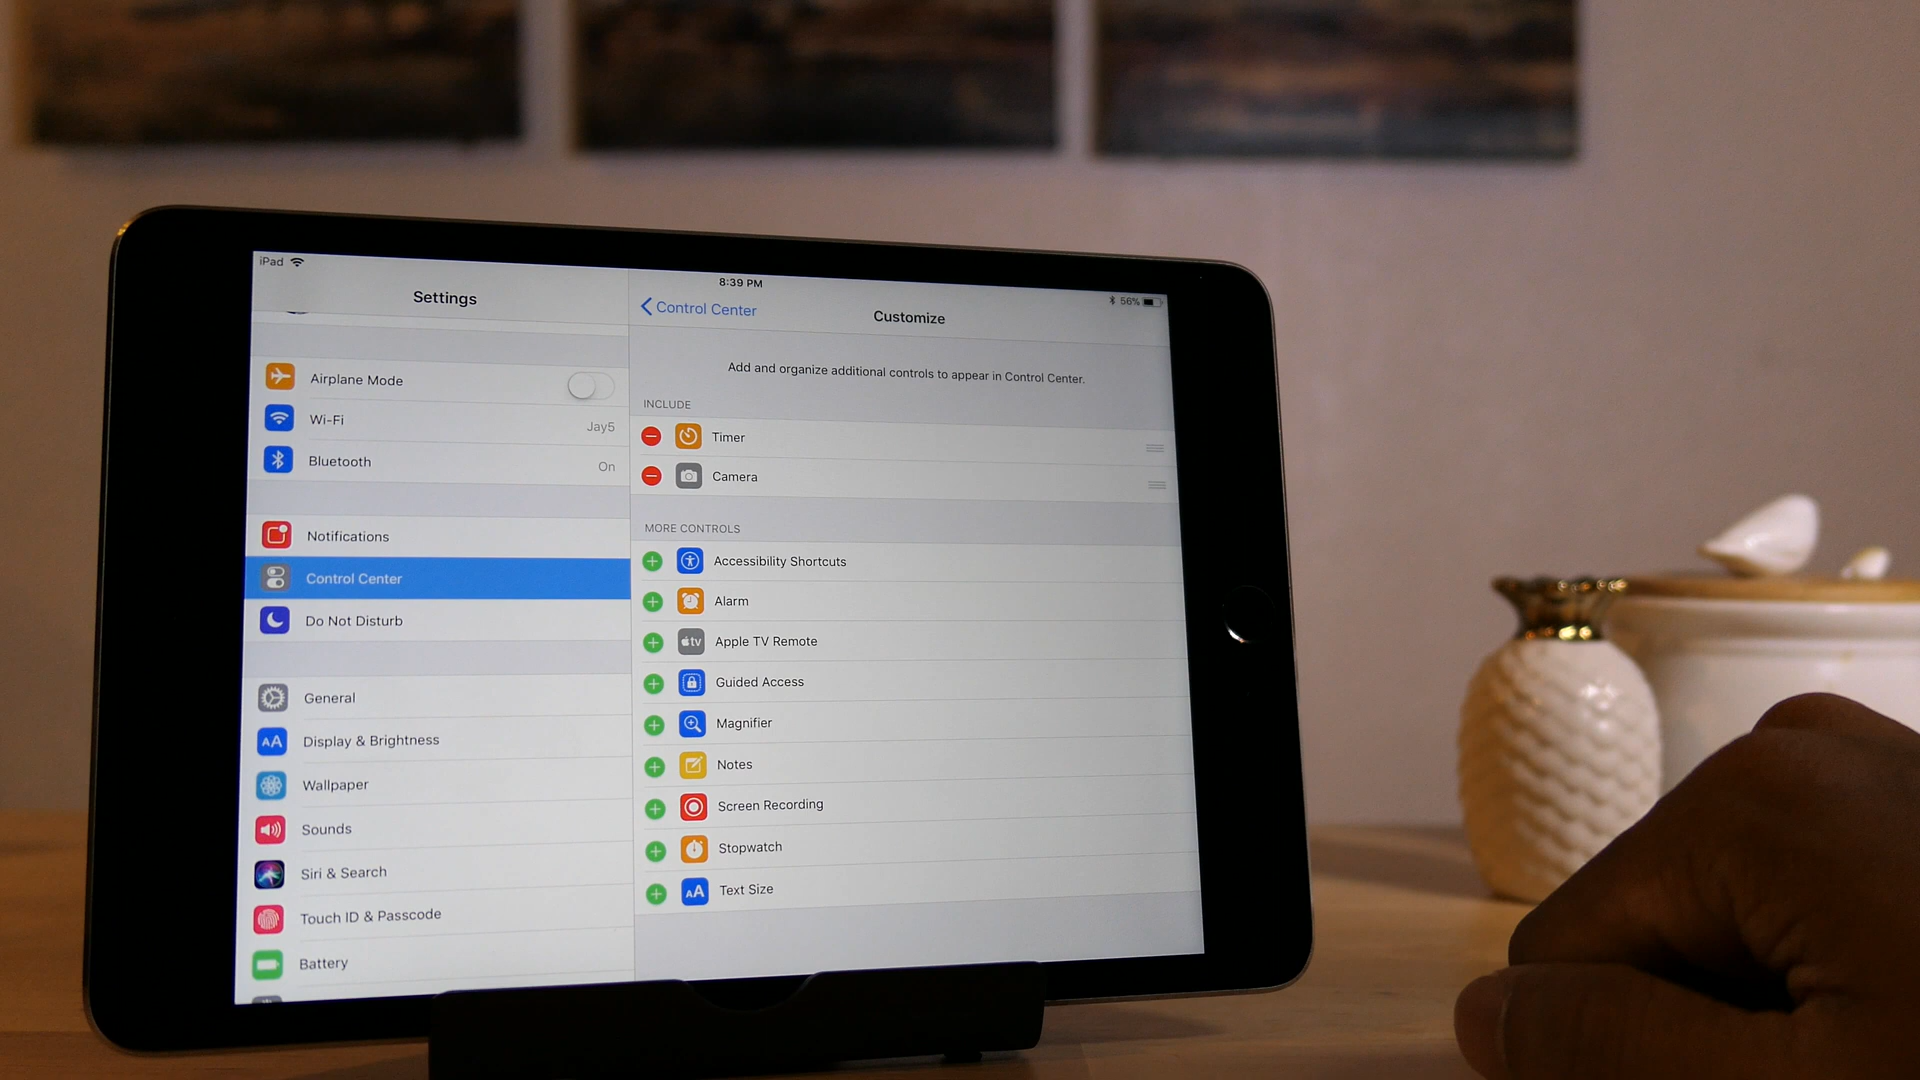 iPad
8:39 PM
56%
Settings
Control Center
Customize
Airplane Mode
Wi-Fi
Jay5
Bluetooth
On
Notifications
Control Center
Do Not Disturb
General
AA
Display & Brightness
Wallpaper
Sounds
Siri & Search
Touch ID & Passcode
Battery
Add and organize additional controls to appear in Control Center.
INCLUDE
Timer
Camera
MORE CONTROLS
Accessibility Shortcuts
Alarm
tv
Apple TV Remote
Guided Access
Magnifier
Notes
Screen Recording
Stopwatch
AA
Text Size